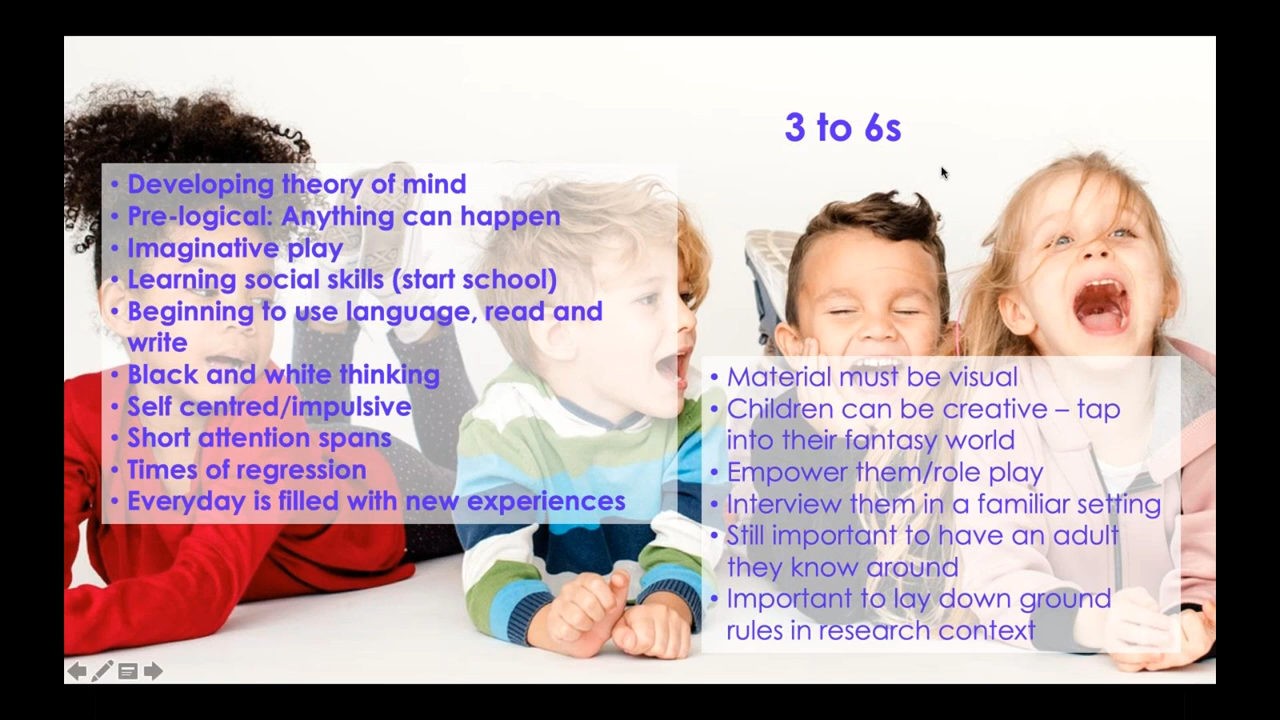 3 to 6s
• Developing theory of mind
• Pre-logical: Anything can happen
• Imaginative play
• Learning social skills (start school)
• Beginning to use language, read and
write
• Black and white thinking
• Self centred/impulsive
• Short attention spans
• Times of regression
• Everyday is filled with new experiences
• Material must be visual
• Children can be creative – tap
into their fantasy world
• Empower them/role play
• Interview them in a familiar setting
• Still important to have an adult
they know around
• Important to lay down ground
rules in research context